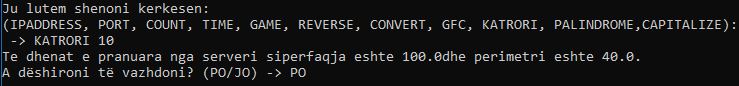 Ju lutem shenoni kerkesen:
(IPADDRESS, PORT, COUNT, TIME, GAME, REVERSE, CONVERT, GFC, KATRORI, PALINDROME,CAPITALIZE):
-> KATRORI 10
Te dhenat e pranuara nga serveri siperfaqja eshte 100.0dhe perimetri eshte 40.0.
A dëshironi të vazhdoni? (PO/JO) -> PO